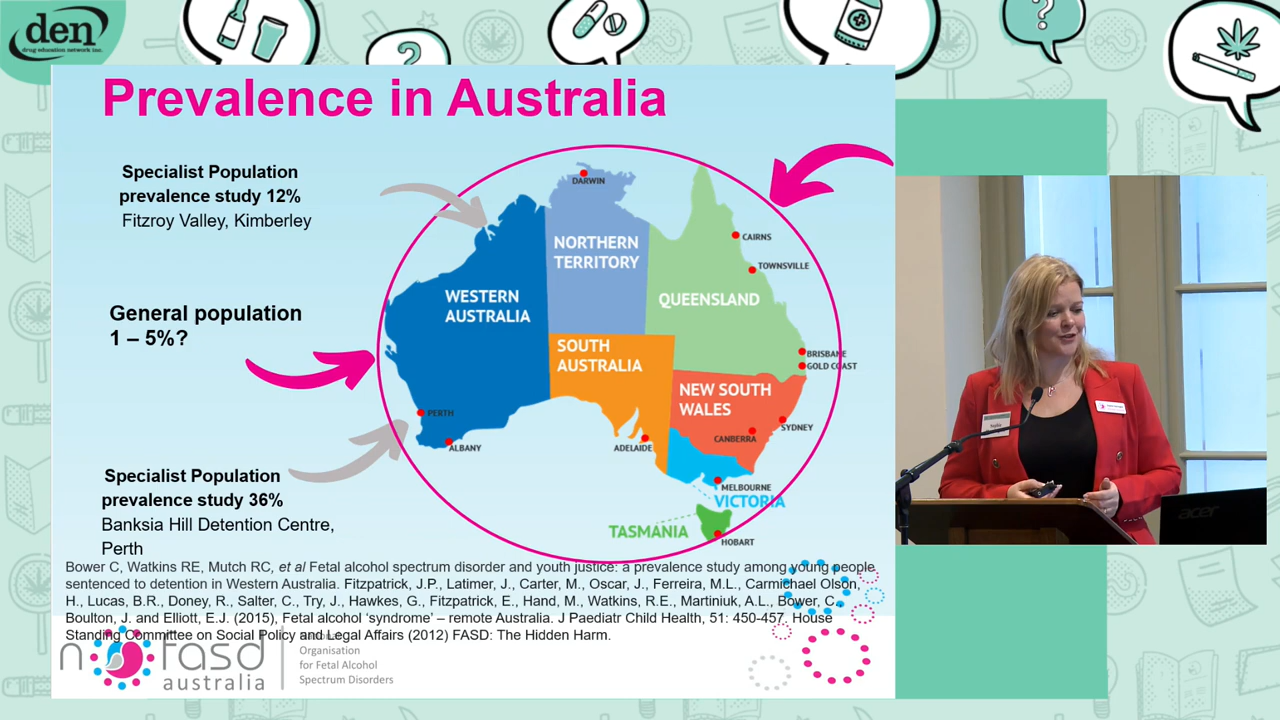 den
drug education network inc.
Prevalence in Australia
Specialist Population
prevalence study 12%
Fitzroy Valley, Kimberley
General population
1 – 5%?
Specialist Population
prevalence study 36%
Banksia Hill Detention Centre,
Perth
DARWIN
NORTHERN
TERRITORY
CAIRNS
TOWNSVILLE
WESTERN
AUSTRALIA
QUEENSLAND
SOUTH
AUSTRALIA
BRISBANE
GOLD COAST
NEW SOUTH
WALES
PERTH
ALBANY
ADELAIDE
CANBERRA
SYDNEY
MELBOURNE
VICTORIA
TASMANIA
HOBART
Bower C, Watkins RE, Mutch RC, et al Fetal alcohol spectrum disorder and youth justice: a prevalence study among young people
sentenced to detention in Western Australia. Fitzpatrick, J.P., Latimer, J., Carter, M., Oscar, J., Ferreira, M.L., Carmichael Olson,
H., Lucas, B.R., Doney, R., Salter, C., Try, J., Hawkes, G., Fitzpatrick, E., Hand, M., Watkins, R.E., Martiniuk, A.L., Bower, C.,
Boulton, J. and Elliott, E.J. (2015), Fetal alcohol ‘syndrome’ – remote Australia. J Paediatr Child Health, 51: 450-457. House
Standing Committee on Social Policy and Legal Affairs (2012) FASD: The Hidden Harm.
nofasd
australia
Organisation
for Fetal Alcohol
Spectrum Disorders
?
?
acer